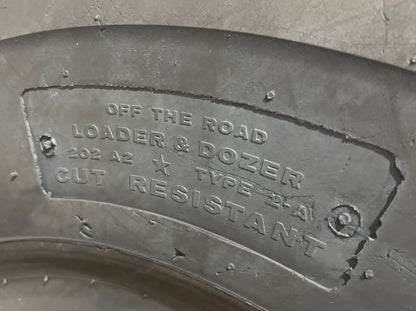 OFF THE ROAD
LOADER & DOZER
202 A2 ★ TYPE 2-A
CUT RESISTANT